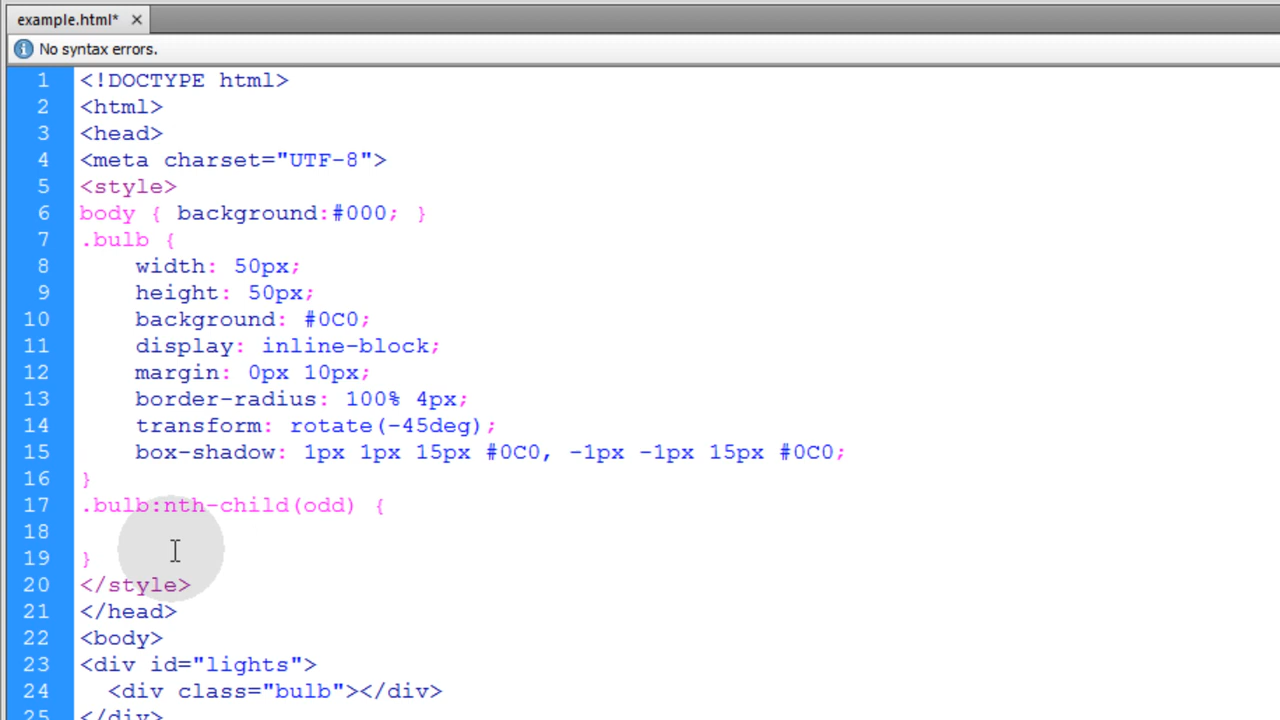 example.html* ×
No syntax errors.
1 <!DOCTYPE html>
2 <html>
3 <head>
4 <meta charset="UTF-8">
5 <style>
6 body { background:#000; }
7 .bulb {
8     width: 50px;
9     height: 50px;
10     background: #0C0;
11     display: inline-block;
12     margin: 0px 10px;
13     border-radius: 100% 4px;
14     transform: rotate(-45deg);
15     box-shadow: 1px 1px 15px #0C0, -1px -1px 15px #0C0;
16 }
17 .bulb:nth-child(odd) {
18
19 }
20 </style>
21 </head>
22 <body>
23 <div id="lights">
24   <div class="bulb"></div>
25 </div>